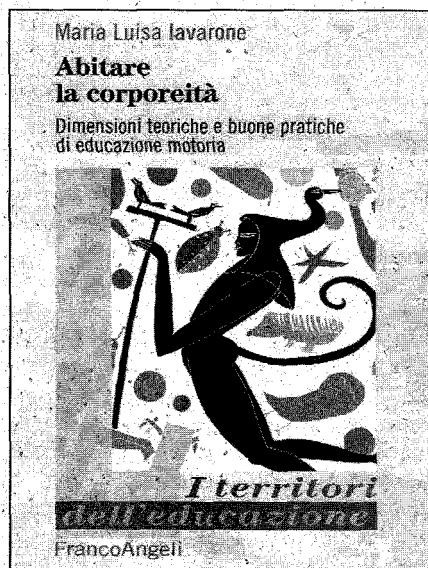 Maria Luisa Iavarone
Abitare
la corporeità
Dimensioni teoriche e buone pratiche
di educazione motoria
I territori
dell'educazione
FrancoAngeli